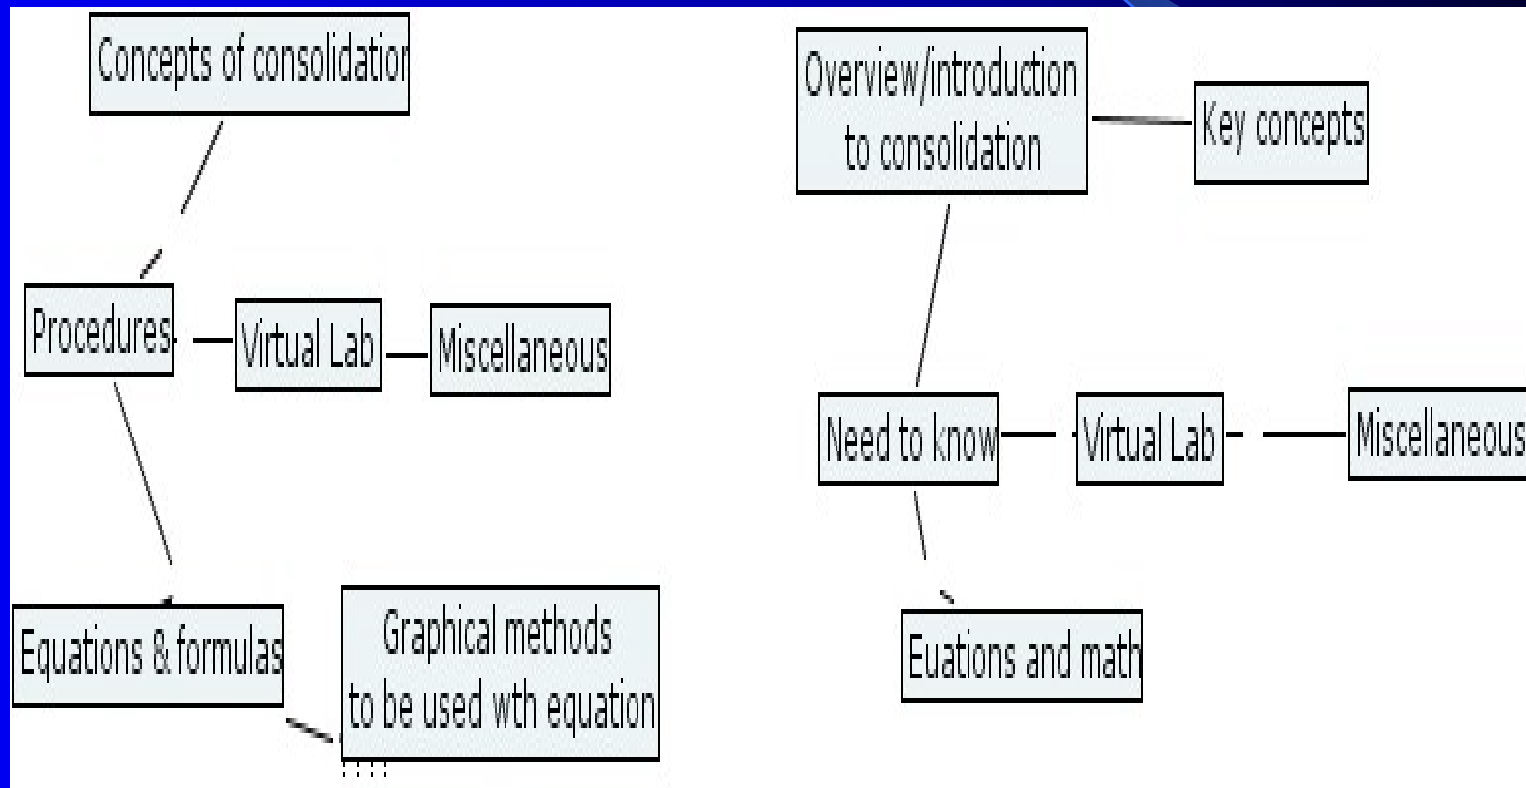 Concepts of consolidation
Procedures
Virtual Lab
Miscellaneous
Equations & formulas
Graphical methods
to be used wth equation
Overview/introduction
to consolidation
Key concepts
Need to know
Virtual Lab
Miscellaneous
Euations and math